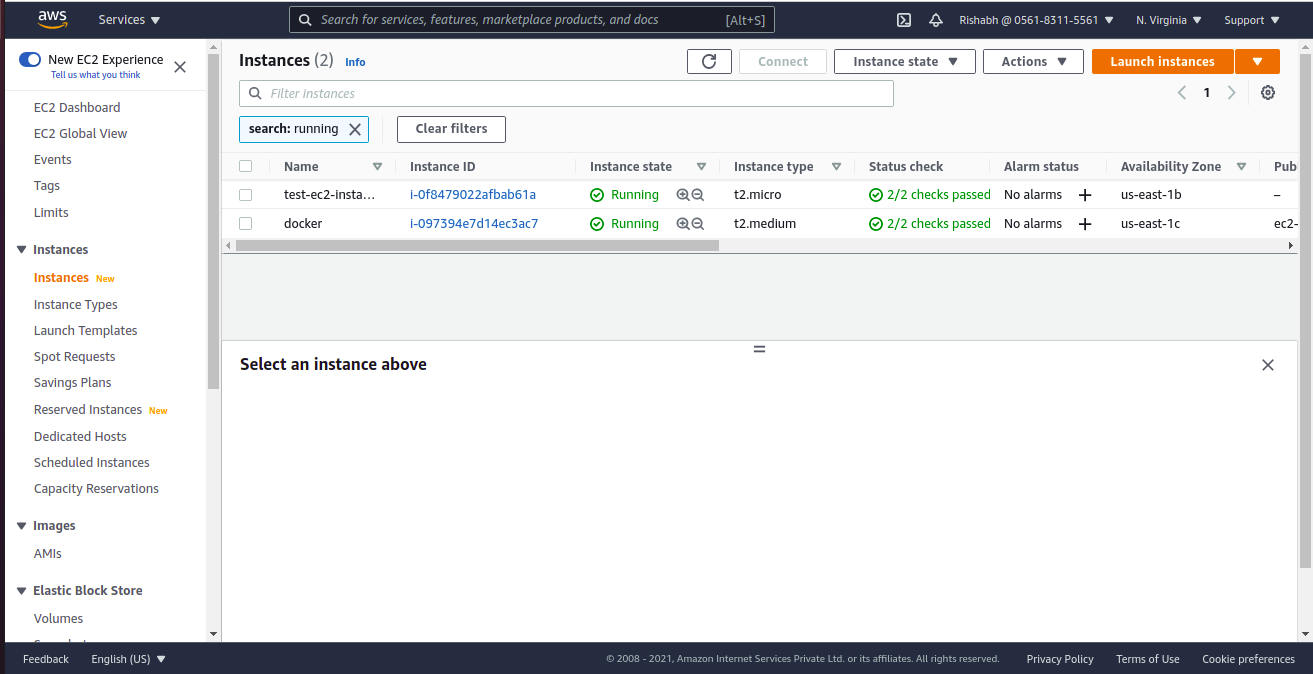 aws Services Search for services, features, marketplace products, and docs [Alt+S] Rishabh @ 0561-8311-5561 N. Virginia Support
New EC2 Experience
Tell us what you think
EC2 Dashboard
EC2 Global View
Events
Tags
Limits
Instances
Instances New
Instance Types
Launch Templates
Spot Requests
Savings Plans
Reserved Instances New
Dedicated Hosts
Scheduled Instances
Capacity Reservations
Images
AMIs
Elastic Block Store
Volumes
Instances (2) Info Connect Instance state Actions Launch instances
Filter instances 1
search: running Clear filters
Name Instance ID Instance state Instance type Status check Alarm status Availability Zone Pub
test-ec2-insta… i-0f8479022afbab61a Running t2.micro 2/2 checks passed No alarms us-east-1b –
docker i-097394e7d14ec3ac7 Running t2.medium 2/2 checks passed No alarms us-east-1c ec2-
Select an instance above
Feedback English (US) © 2008 - 2021, Amazon Internet Services Private Ltd. or its affiliates. All rights reserved. Privacy Policy Terms of Use Cookie preferences